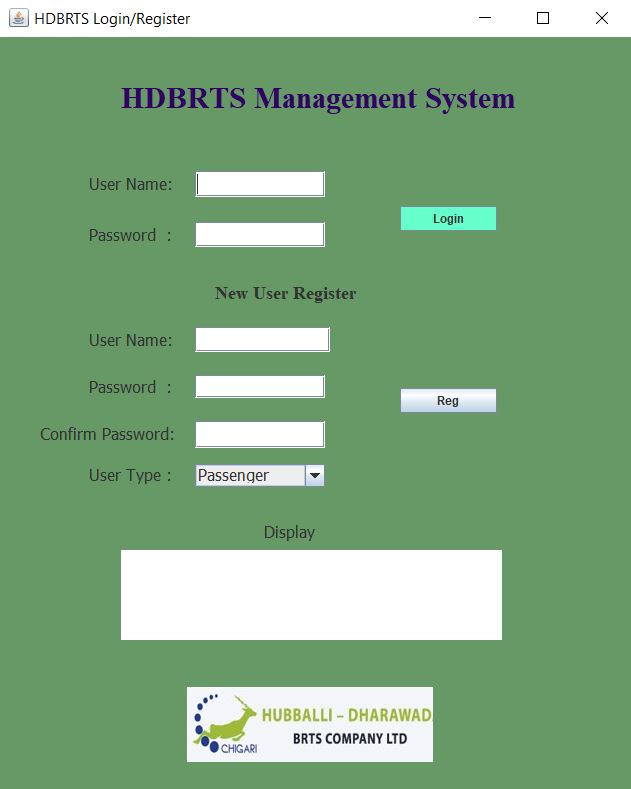 HDBRTS Login/Register
HDBRTS Management System
User Name:
Login
Password :
New User Register
User Name:
Password :
Reg
Confirm Password:
User Type :
Passenger
Display
HUBBALLI – DHARAWAD
BRTS COMPANY LTD
CHIGARI